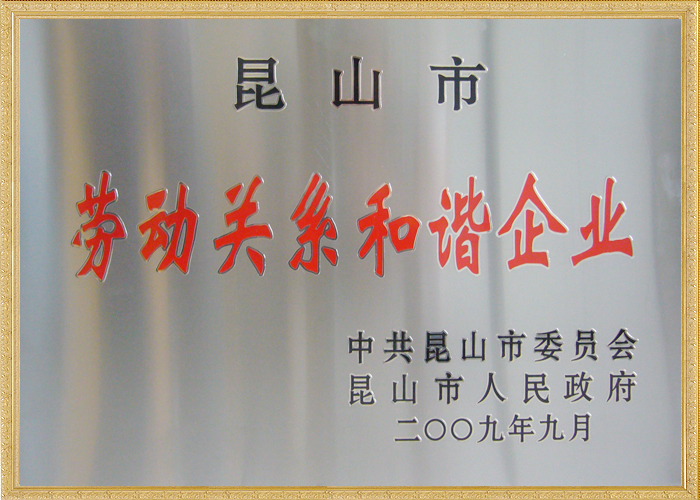 昆山市
劳动关系和谐企业
中共昆山市委员会
昆山市人民政府
二〇〇九年九月